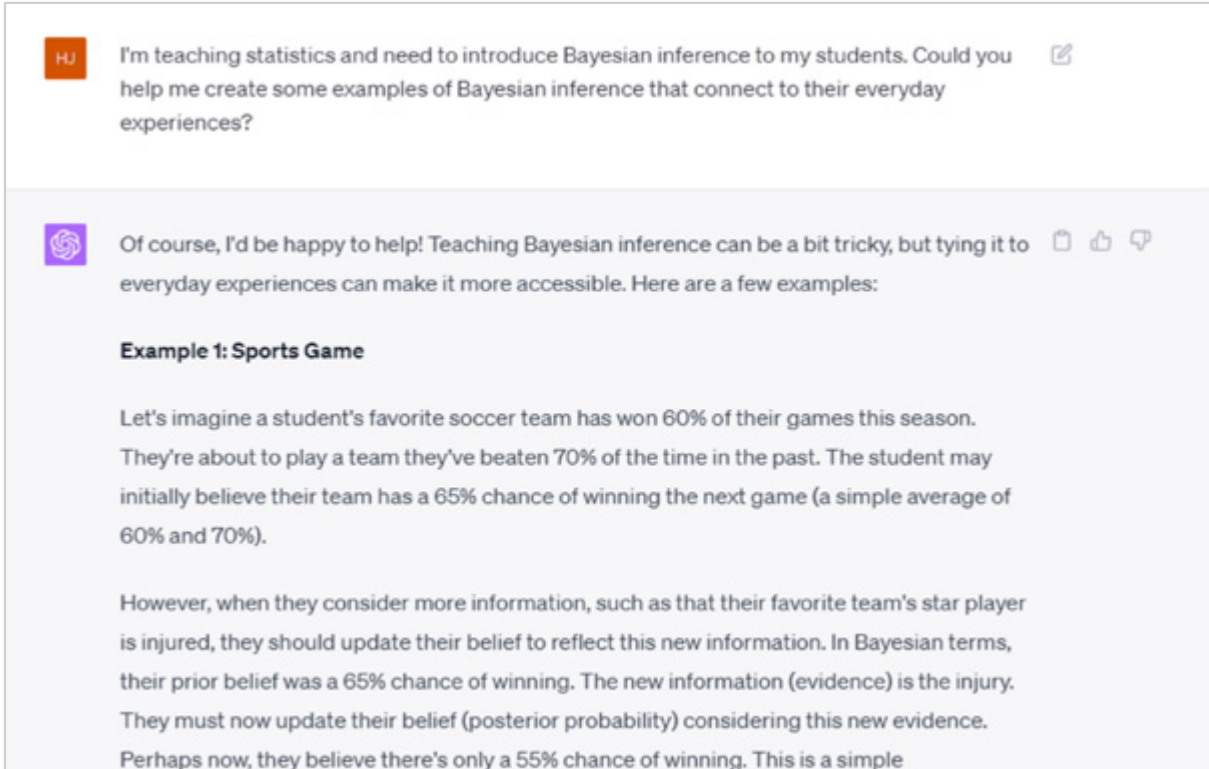 HJ
I'm teaching statistics and need to introduce Bayesian inference to my students. Could you
help me create some examples of Bayesian inference that connect to their everyday
experiences?
Of course, I'd be happy to help! Teaching Bayesian inference can be a bit tricky, but tying it to
everyday experiences can make it more accessible. Here are a few examples:
Example 1: Sports Game
Let's imagine a student's favorite soccer team has won 60% of their games this season.
They're about to play a team they've beaten 70% of the time in the past. The student may
initially believe their team has a 65% chance of winning the next game (a simple average of
60% and 70%).
However, when they consider more information, such as that their favorite team's star player
is injured, they should update their belief to reflect this new information. In Bayesian terms,
their prior belief was a 65% chance of winning. The new information (evidence) is the injury.
They must now update their belief (posterior probability) considering this new evidence.
Perhaps now, they believe there's only a 55% chance of winning. This is a simple